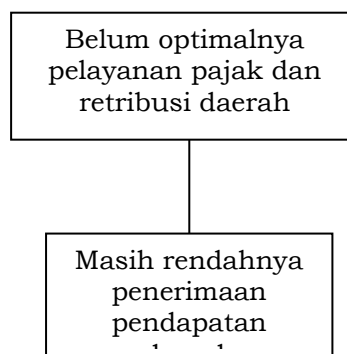 Belum optimalnya
pelayanan pajak dan
retribusi daerah
Masih rendahnya
penerimaan
pendapatan